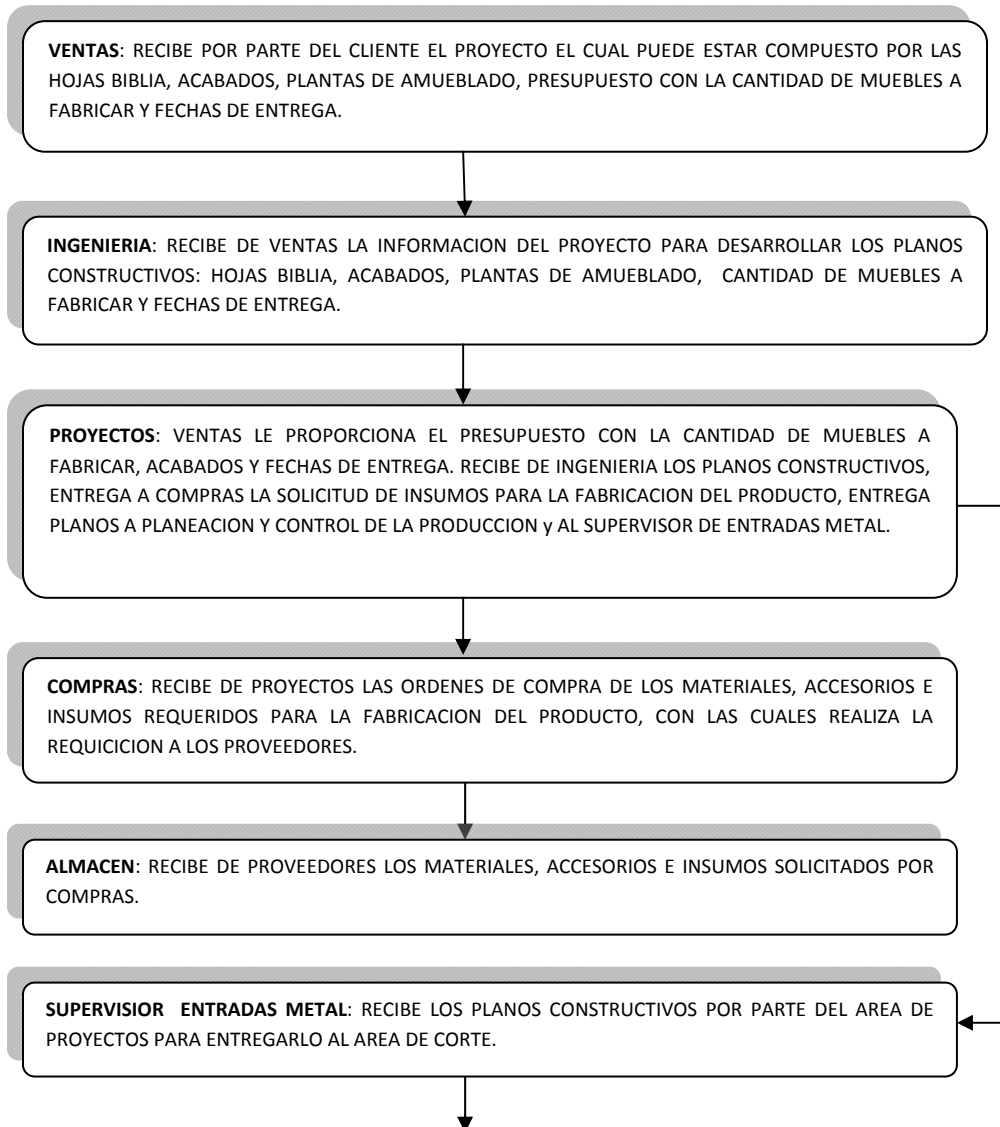 VENTAS: RECIBE POR PARTE DEL CLIENTE EL PROYECTO EL CUAL PUEDE ESTAR COMPUESTO POR LAS
HOJAS BIBLIA, ACABADOS, PLANTAS DE AMUEBLADO, PRESUPUESTO CON LA CANTIDAD DE MUEBLES A
FABRICAR Y FECHAS DE ENTREGA.
INGENIERIA: RECIBE DE VENTAS LA INFORMACION DEL PROYECTO PARA DESARROLLAR LOS PLANOS
CONSTRUCTIVOS: HOJAS BIBLIA, ACABADOS, PLANTAS DE AMUEBLADO, CANTIDAD DE MUEBLES A
FABRICAR Y FECHAS DE ENTREGA.
PROYECTOS: VENTAS LE PROPORCIONA EL PRESUPUESTO CON LA CANTIDAD DE MUEBLES A
FABRICAR, ACABADOS Y FECHAS DE ENTREGA. RECIBE DE INGENIERIA LOS PLANOS CONSTRUCTIVOS,
ENTREGA A COMPRAS LA SOLICITUD DE INSUMOS PARA LA FABRICACION DEL PRODUCTO, ENTREGA
PLANOS A PLANEACION Y CONTROL DE LA PRODUCCION y AL SUPERVISOR DE ENTRADAS METAL.
COMPRAS: RECIBE DE PROYECTOS LAS ORDENES DE COMPRA DE LOS MATERIALES, ACCESORIOS E
INSUMOS REQUERIDOS PARA LA FABRICACION DEL PRODUCTO, CON LAS CUALES REALIZA LA
REQUICICION A LOS PROVEEDORES.
ALMACEN: RECIBE DE PROVEEDORES LOS MATERIALES, ACCESORIOS E INSUMOS SOLICITADOS POR
COMPRAS.
SUPERVISIOR ENTRADAS METAL: RECIBE LOS PLANOS CONSTRUCTIVOS POR PARTE DEL AREA DE
PROYECTOS PARA ENTREGARLO AL AREA DE CORTE.